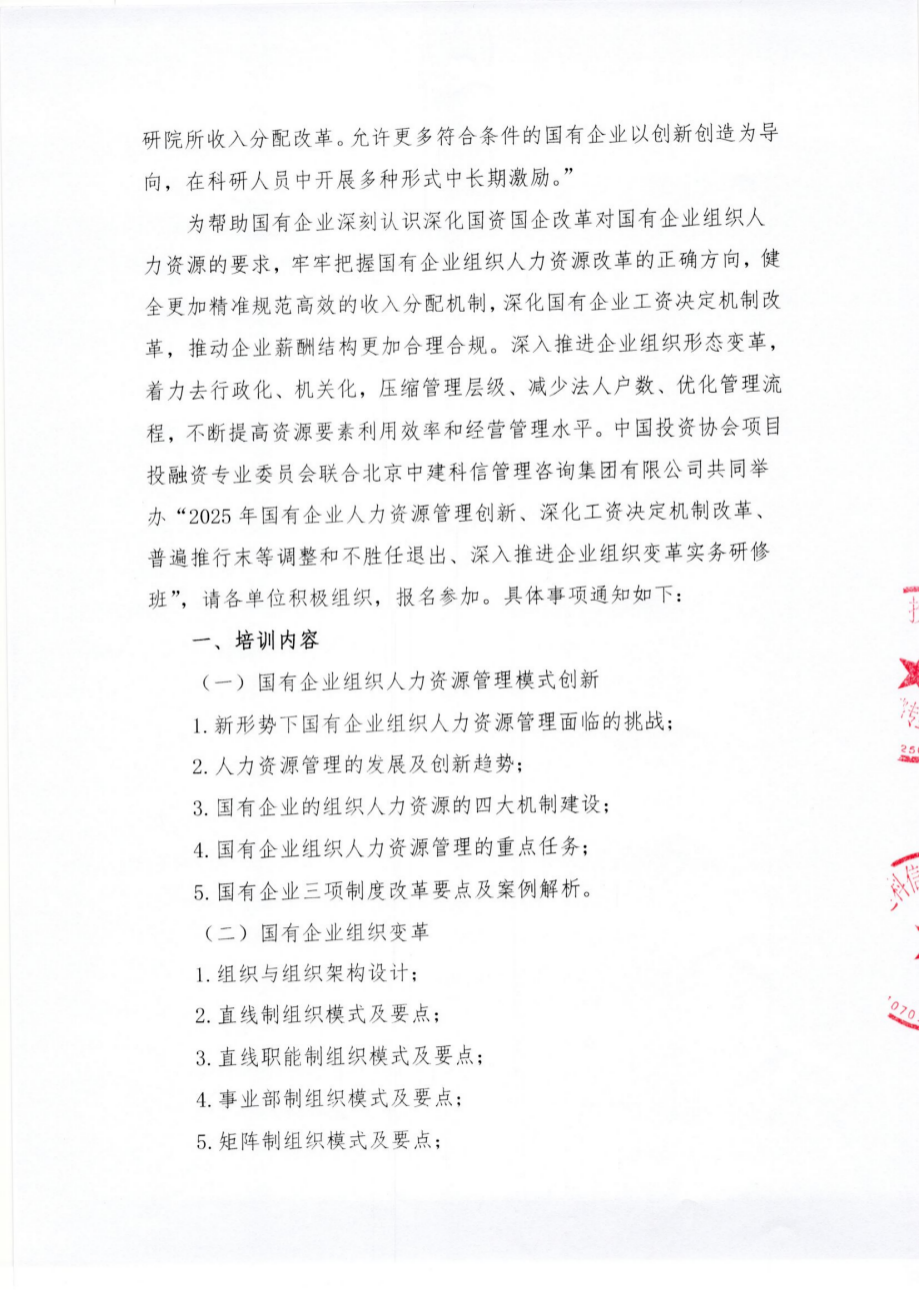 研院所收入分配改革。允许更多符合条件的国有企业以创新创造为导
向，在科研人员中开展多种形式中长期激励。”
为帮助国有企业深刻认识深化国资国企改革对国有企业组织人
力资源的要求，牢牢把握国有企业组织人力资源改革的正确方向，健
全更加精准规范高效的收入分配机制，深化国有企业工资决定机制改
革，推动企业薪酬结构更加合理合规。深入推进企业组织形态变革，
着力去行政化、机关化，压缩管理层级、减少法人户数、优化管理流
程，不断提高资源要素利用效率和经营管理水平。中国投资协会项目
投融资专业委员会联合北京中建科信管理咨询集团有限公司共同举
办“2025 年国有企业人力资源管理创新、深化工资决定机制改革、
普遍推行末等调整和不胜任退出、深入推进企业组织变革实务研修
班”，请各单位积极组织，报名参加。具体事项通知如下：
一、培训内容
（一）国有企业组织人力资源管理模式创新
1.新形势下国有企业组织人力资源管理面临的挑战；
2.人力资源管理的发展及创新趋势；
3.国有企业的组织人力资源的四大机制建设；
4.国有企业组织人力资源管理的重点任务；
5.国有企业三项制度改革要点及案例解析。
（二）国有企业组织变革
1.组织与组织架构设计；
2.直线制组织模式及要点；
3.直线职能制组织模式及要点；
4.事业部制组织模式及要点；
5.矩阵制组织模式及要点；
科信
070